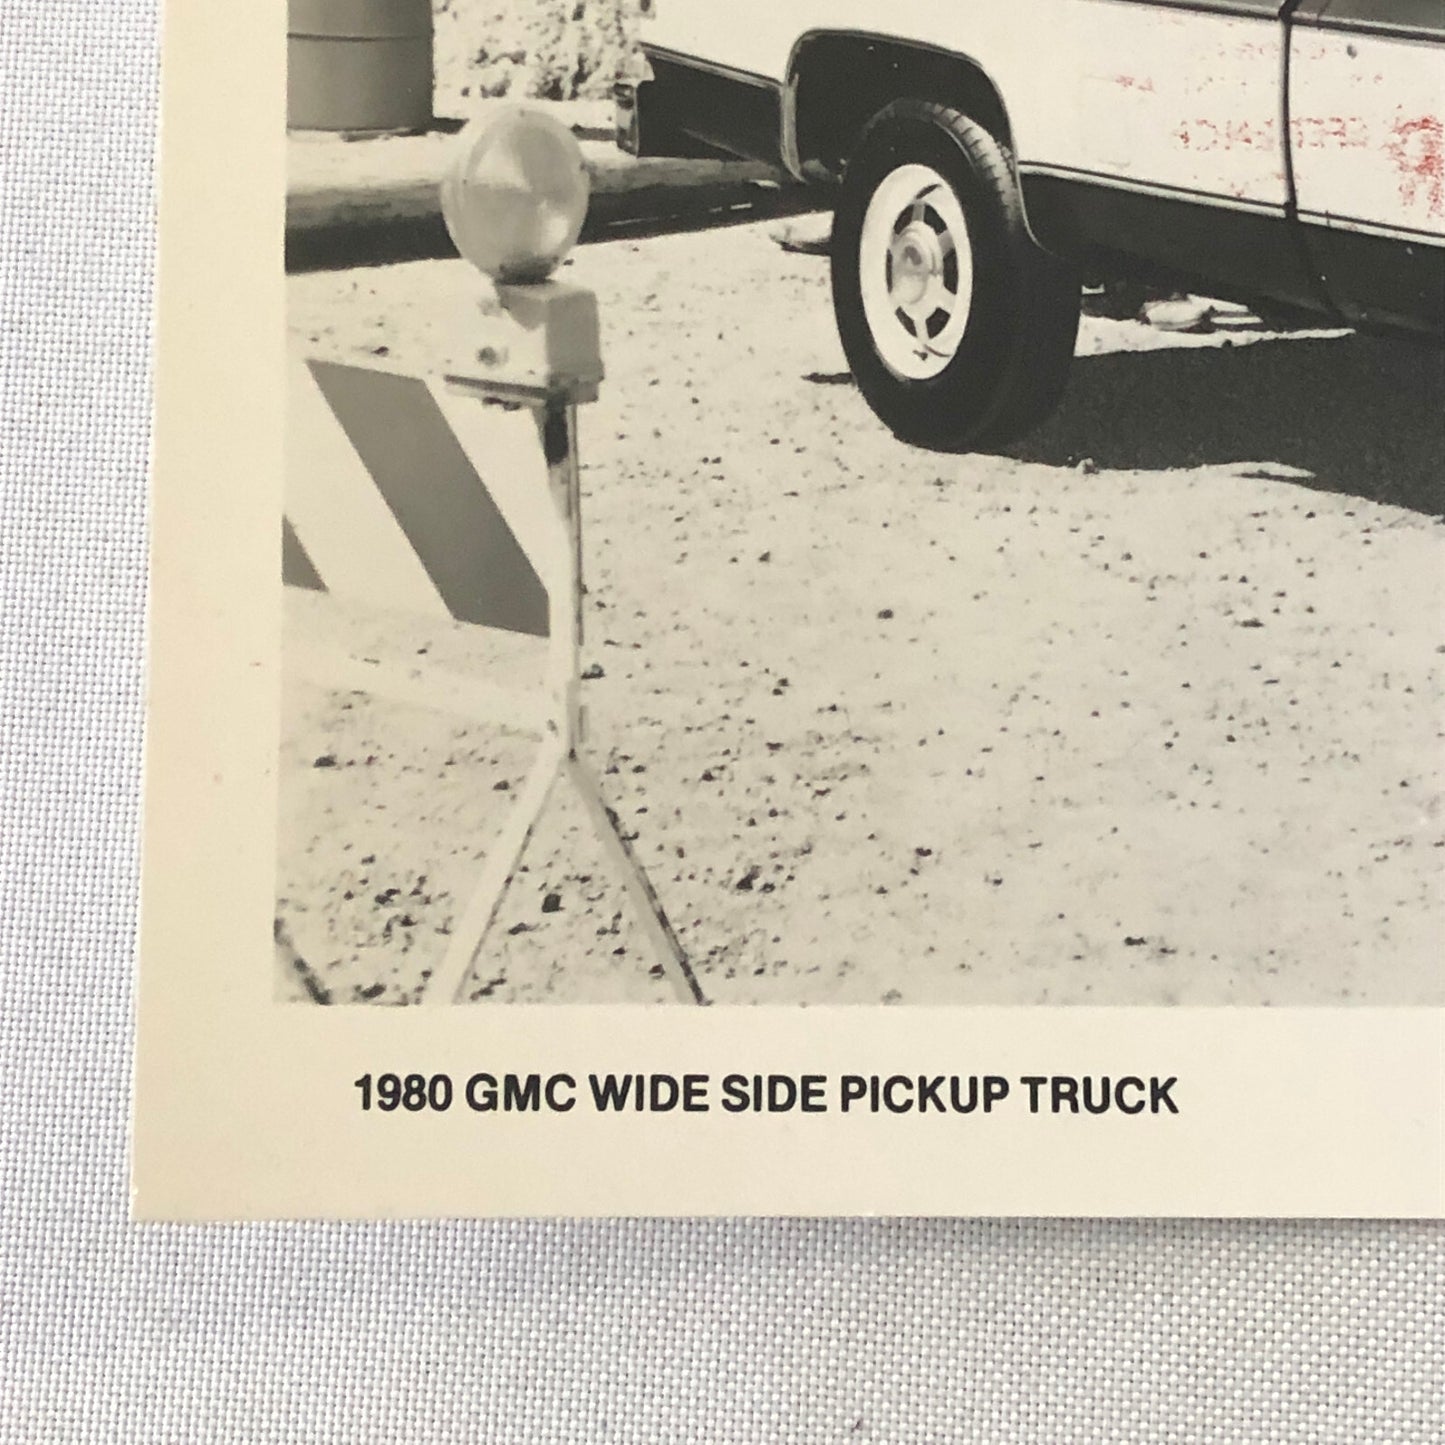 1980 GMC WIDE SIDE PICKUP TRUCK